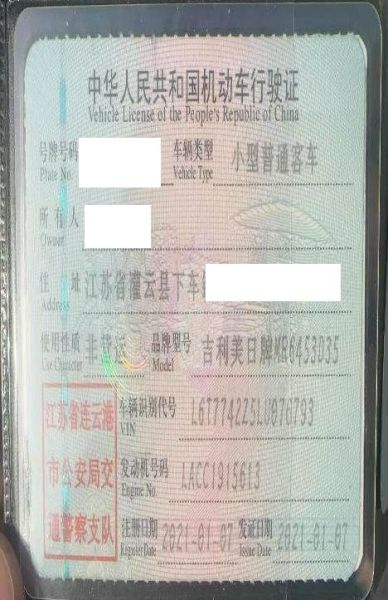 中华人民共和国机动车行驶证
Vehicle License of the People's Republic of China
号牌号码 车辆类型 小型普通客车
Plate No. Vehicle Type
所有人
Owner
住址 江苏省灌云县下车
Address
使用性质 非营运 品牌型号 吉利美日牌MR6453D35
Use Character Model
江苏省连云港
市公安局交
通警察支队
车辆识别代号 L6T7742Z5LU076793
VIN
发动机号码 LACC1915613
Engine No.
注册日期 2021-01-07 发证日期 2021-01-07
Register Date Issue Date